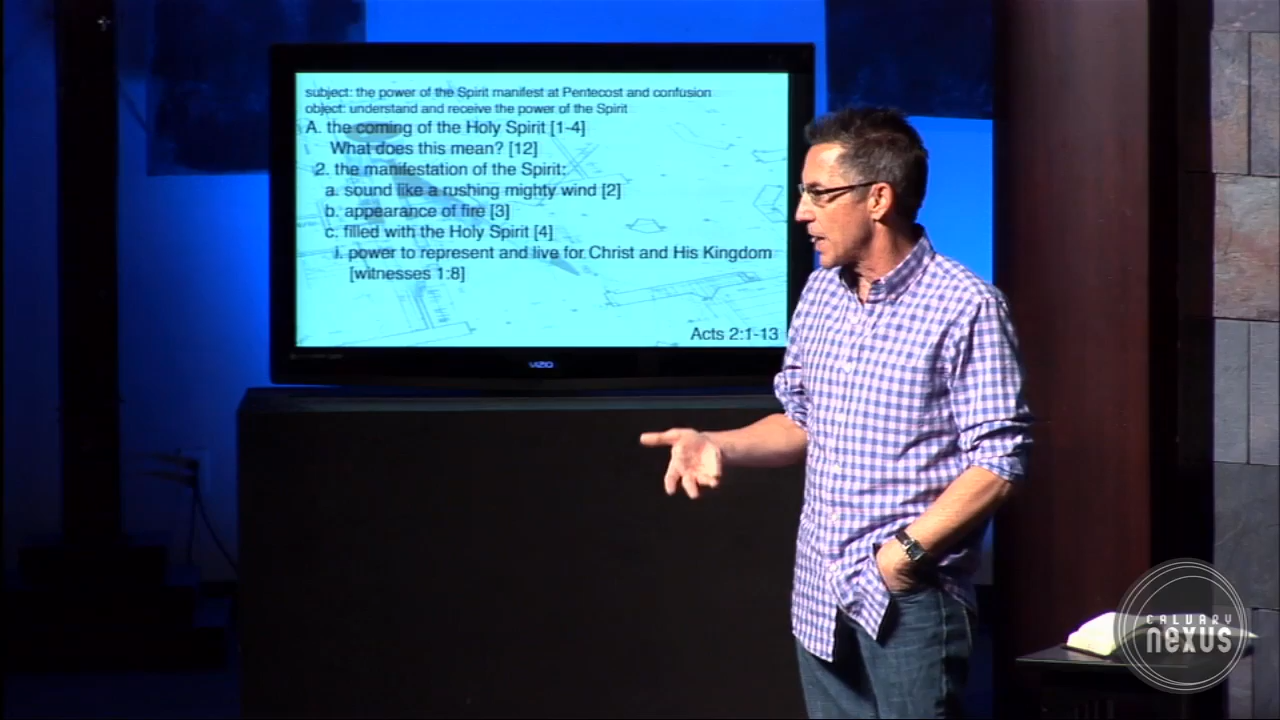 subject: the power of the Spirit manifest at Pentecost and confusion
object: understand and receive the power of the Spirit
A. the coming of the Holy Spirit [1-4]
What does this mean? [12]
2. the manifestation of the Spirit:
a. sound like a rushing mighty wind [2]
b. appearance of fire [3]
c. filled with the Holy Spirit [4]
i. power to represent and live for Christ and His Kingdom
[witnesses 1:8]
Acts 2:1-13
VIZIO
CALVARY
nexus